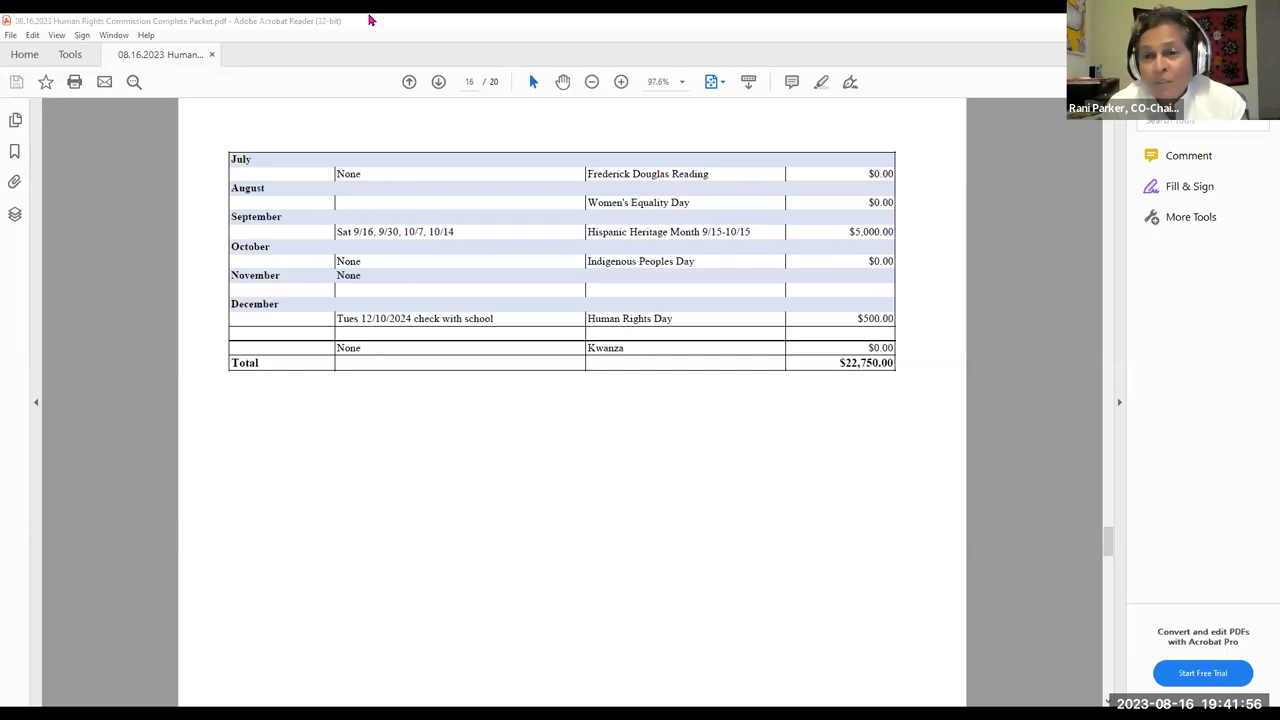 08.16.2023 Human Rights Commission Complete Packet.pdf - Adobe Acrobat Reader (32-bit)
File Edit View Sign Window Help
Home Tools 08.16.2023 Human... ×
16 / 20 97.6%
Rani Parker, CO-Chai...
Search tools
Comment
Fill & Sign
More Tools
July
None Frederick Douglas Reading $0.00
August
Women's Equality Day $0.00
September
Sat 9/16, 9/30, 10/7, 10/14 Hispanic Heritage Month 9/15-10/15 $5,000.00
October
None Indigenous Peoples Day $0.00
November None
December
Tues 12/10/2024 check with school Human Rights Day $500.00
None Kwanza $0.00
Total $22,750.00
Convert and edit PDFs
with Acrobat Pro
Start Free Trial
2023-08-16 19:41:56